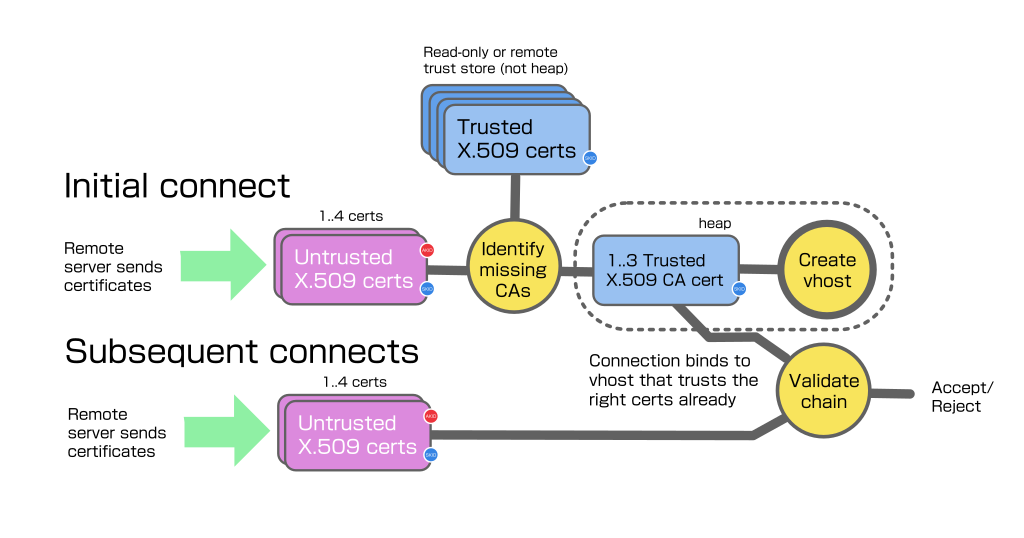 Read-only or remote
trust store (not heap)
Trusted
X.509 certs
SKID
Initial connect
1..4 certs
heap
Remote
server sends
certificates
Untrusted
X.509 certs
AKID
SKID
Identify
missing
CAs
1..3 Trusted
X.509 CA cert
SKID
Create
vhost
Subsequent connects
1..4 certs
Connection binds to
vhost that trusts the
right certs already
Validate
chain
Accept/
Reject
Remote
server sends
certificates
Untrusted
X.509 certs
AKID
SKID